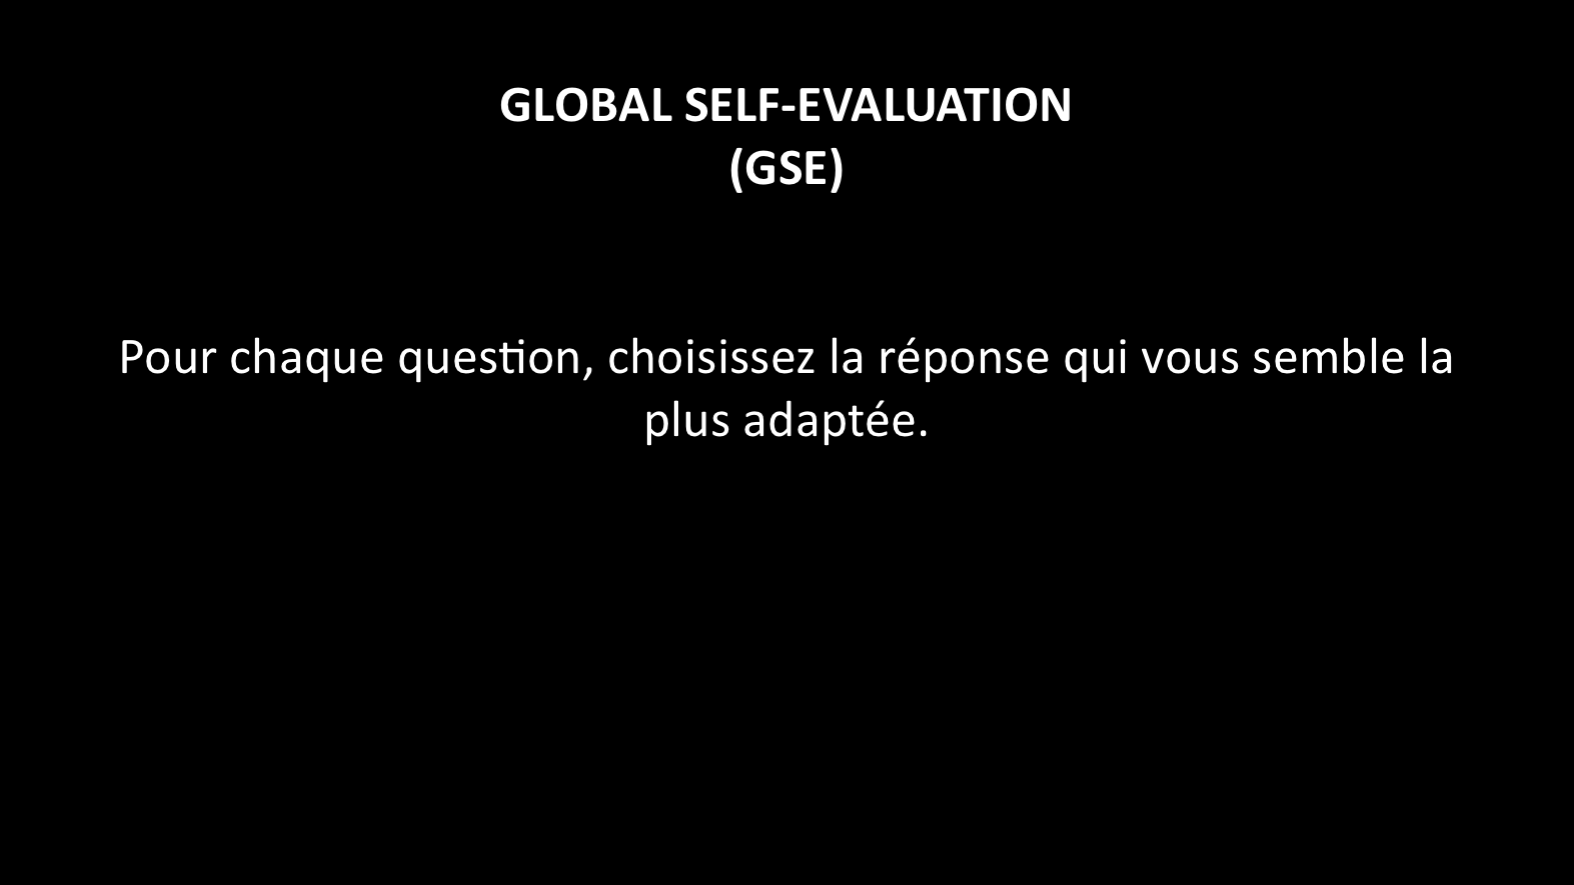 GLOBAL SELF-EVALUATION
(GSE)
Pour chaque question, choisissez la réponse qui vous semble la
plus adaptée.